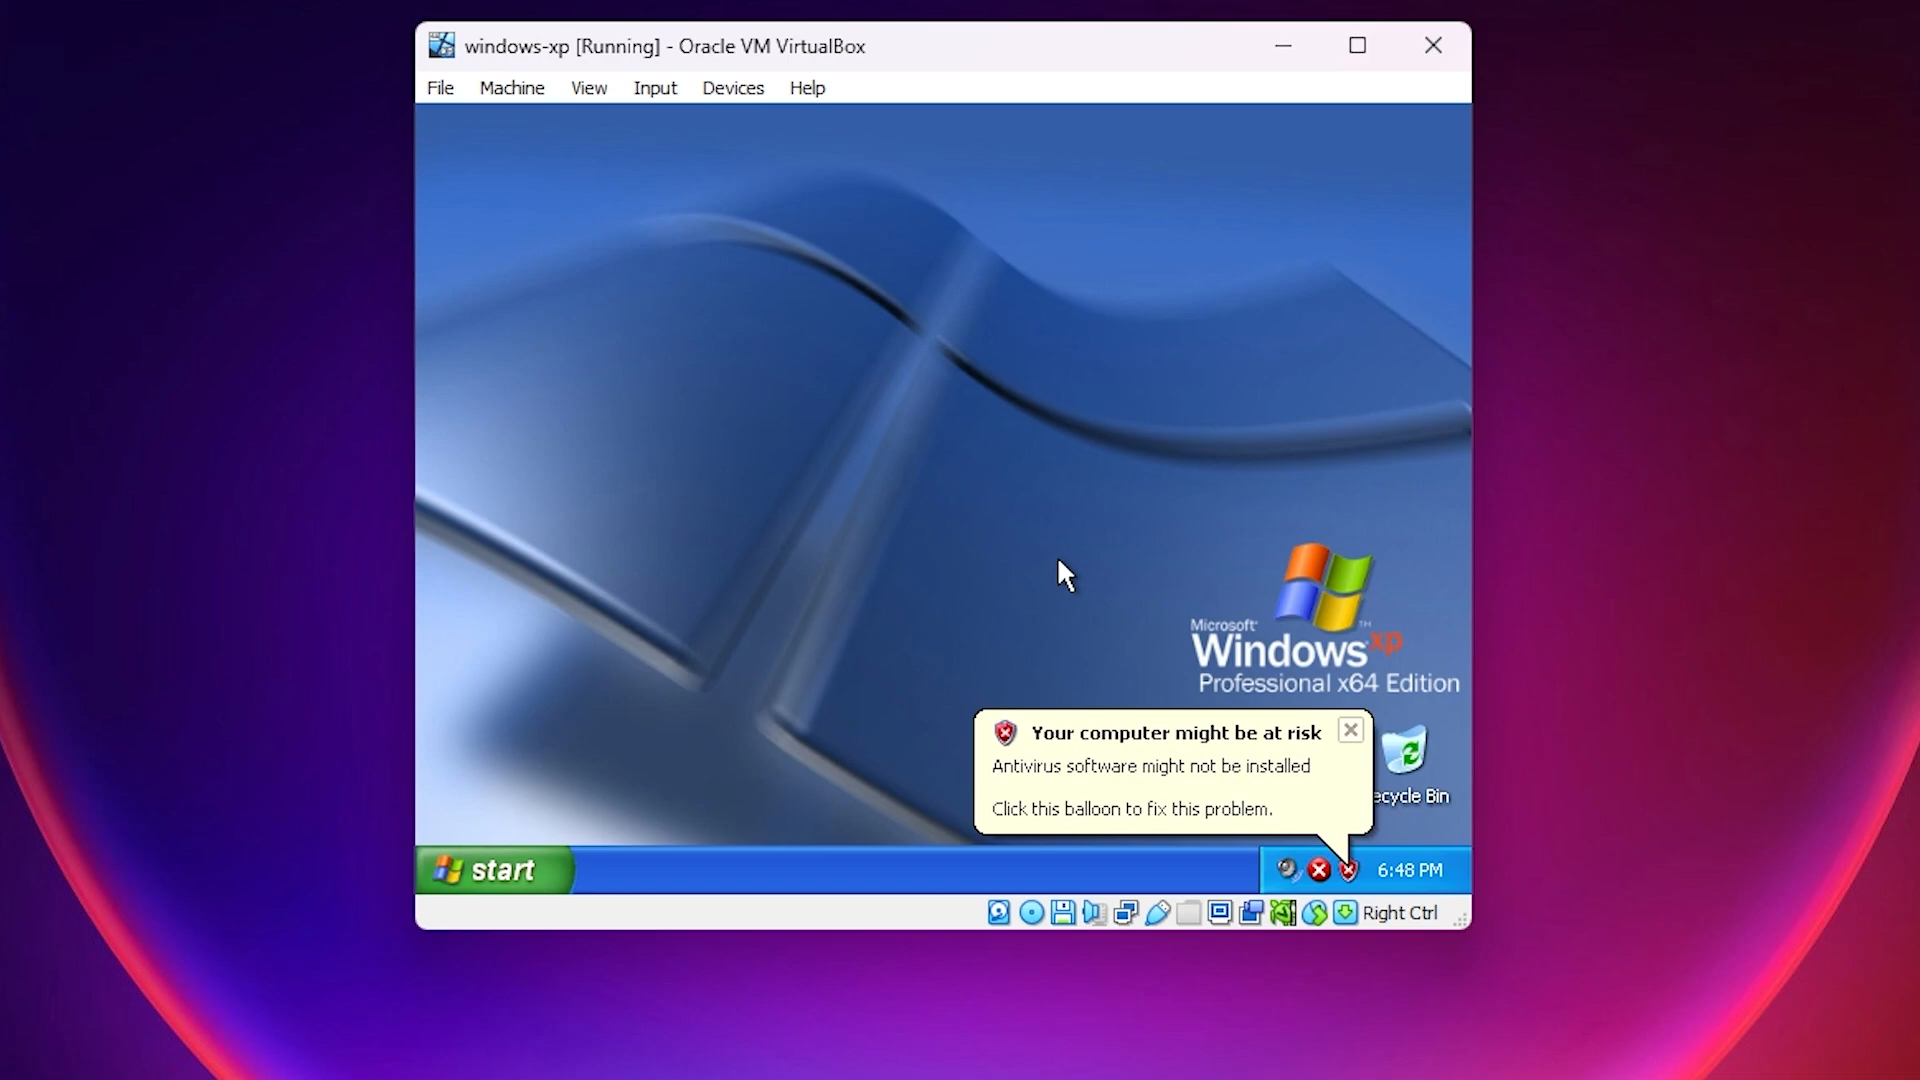 windows-xp [Running] - Oracle VM VirtualBox
File Machine View Input Devices Help
Microsoft
Windows xp
TM
Professional x64 Edition
Your computer might be at risk
Antivirus software might not be installed
Click this balloon to fix this problem.
ecycle Bin
start
6:48 PM
Right Ctrl